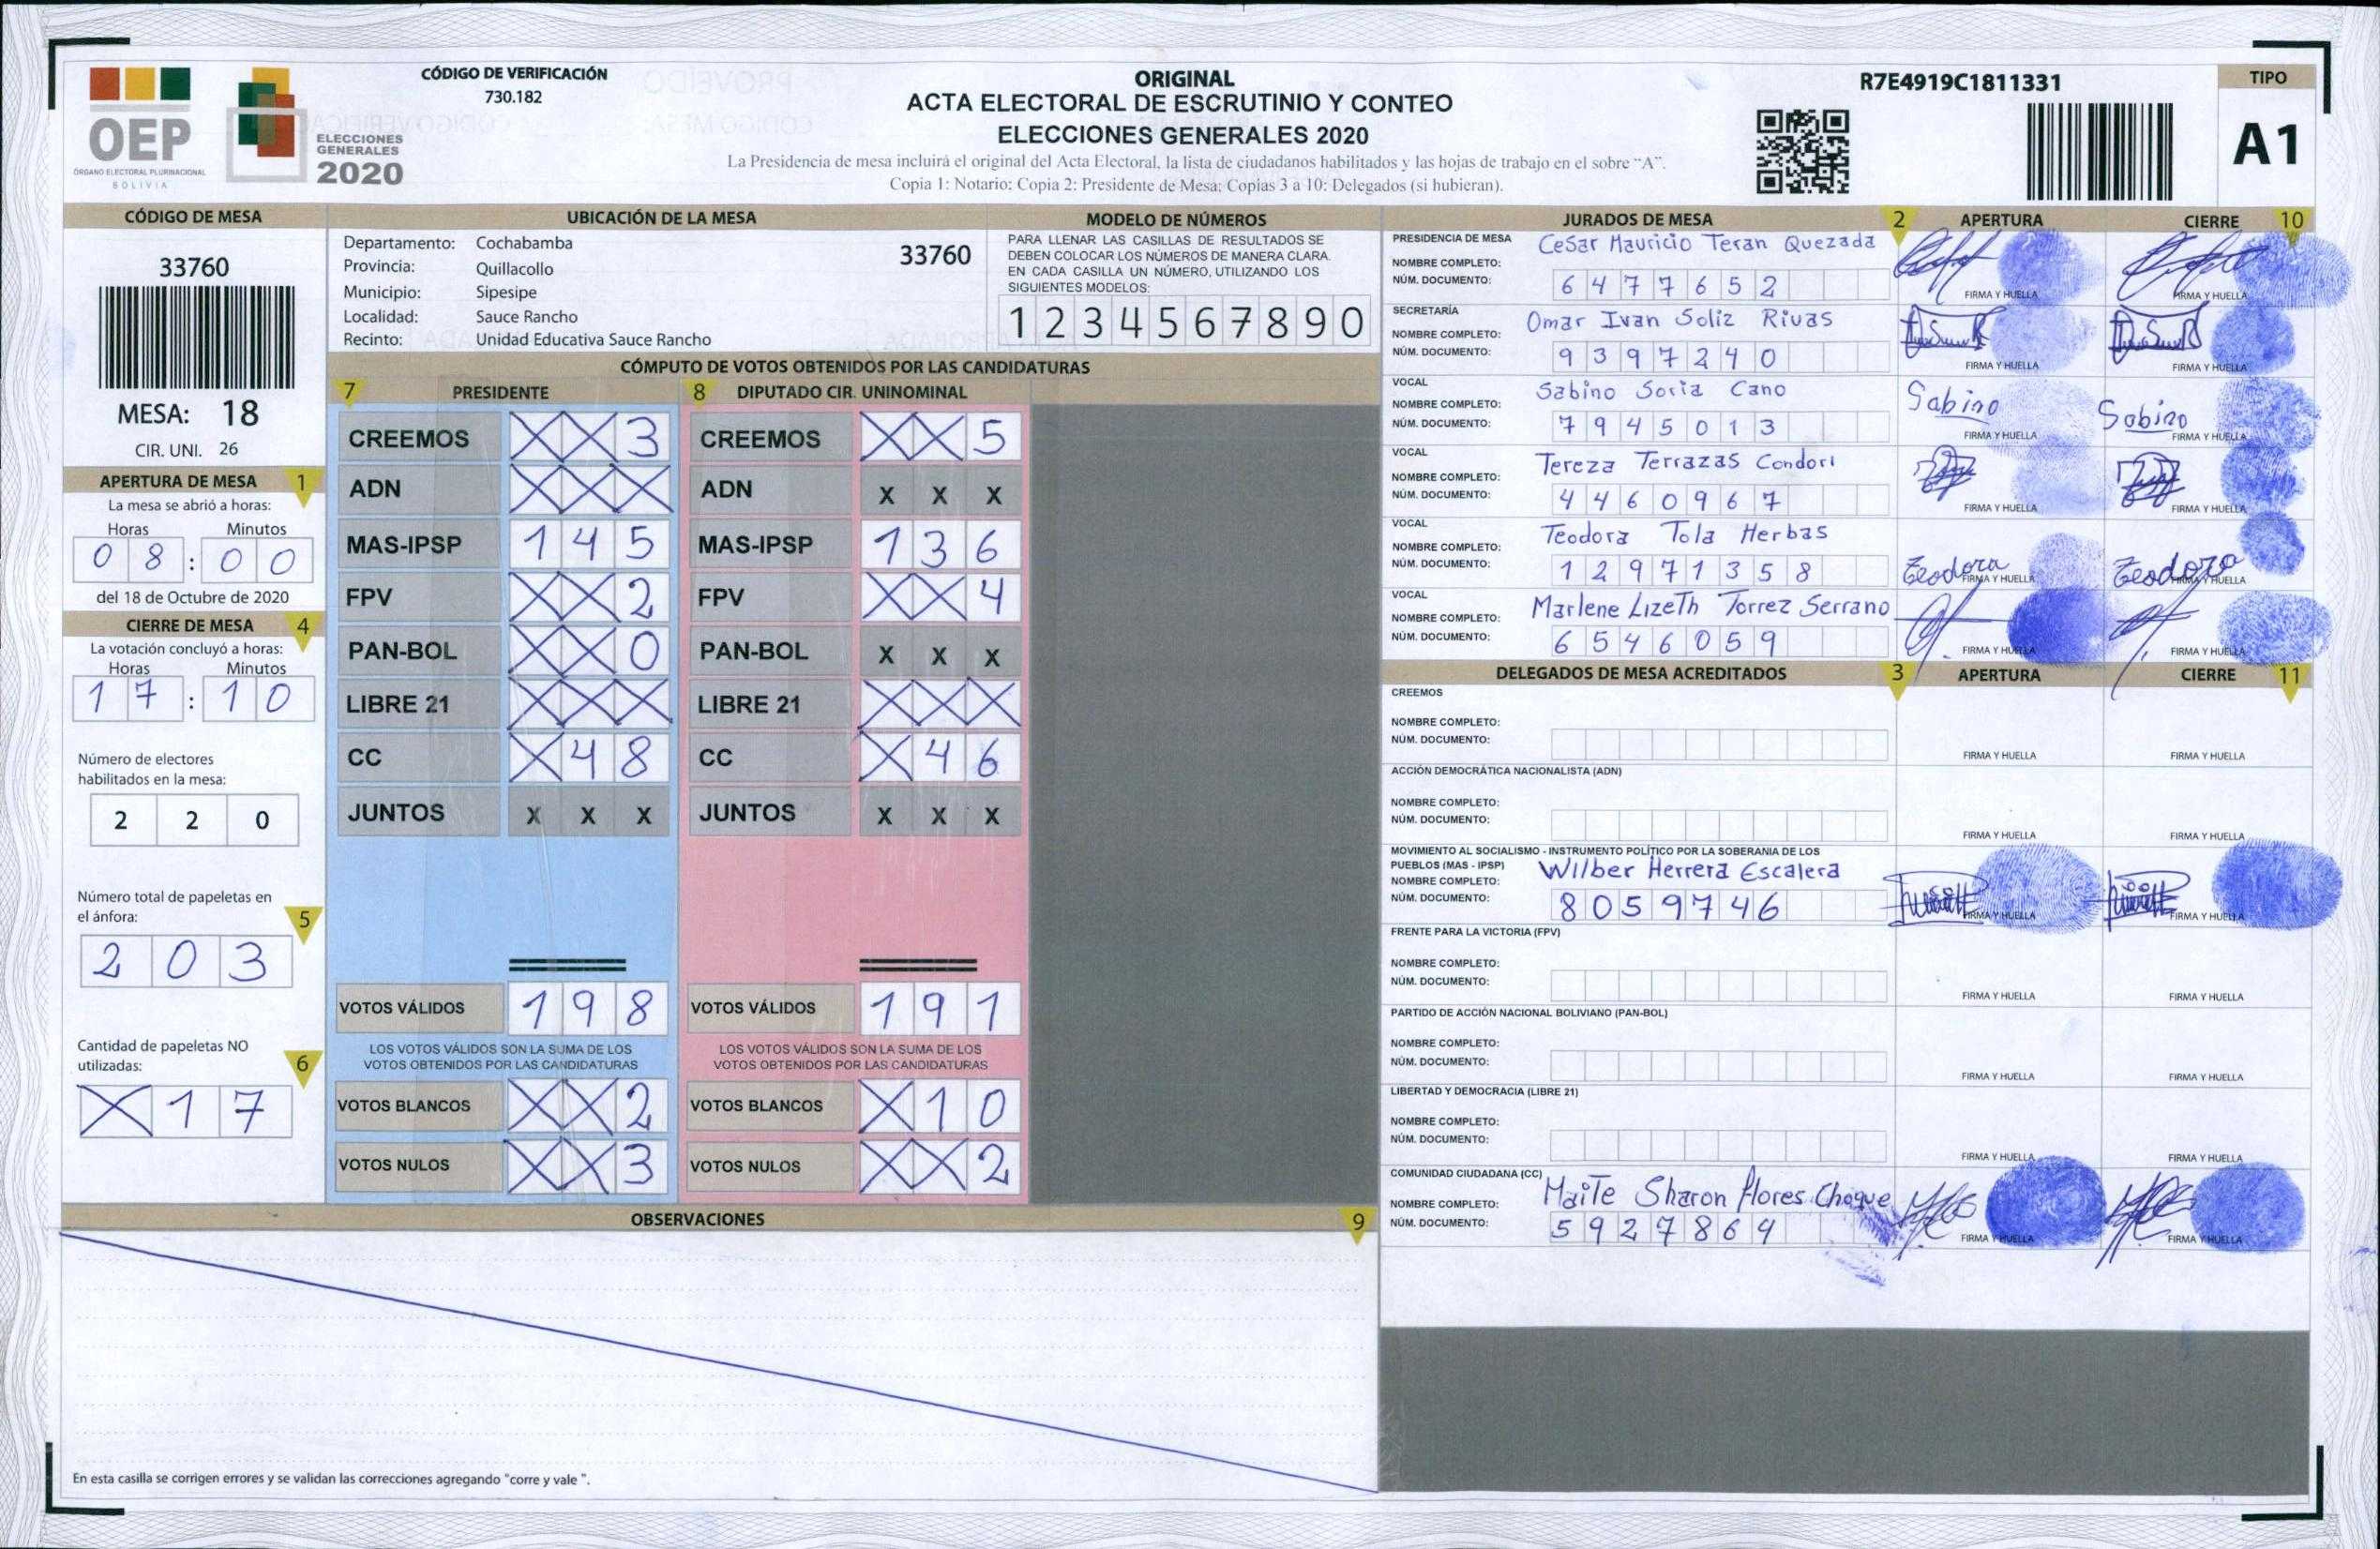 OEP
ÓRGANO ELECTORAL PLURINACIONAL
BOLIVIA
ELECCIONES
GENERALES
2020
CÓDIGO DE VERIFICACIÓN
730.182
ORIGINAL
ACTA ELECTORAL DE ESCRUTINIO Y CONTEO
ELECCIONES GENERALES 2020
La Presidencia de mesa incluirá el original del Acta Electoral, la lista de ciudadanos habilitados y las hojas de trabajo en el sobre “A”.
Copia 1: Notario; Copia 2: Presidente de Mesa; Copias 3 a 10: Delegados (si hubieran).
R7E4919C1811331
TIPO
A1
CÓDIGO DE MESA
33760
MESA: 18
CIR. UNI. 26
APERTURA DE MESA 1
La mesa se abrió a horas:
Horas Minutos
0 8 : 0 0
del 18 de Octubre de 2020
CIERRE DE MESA 4
La votación concluyó a horas:
Horas Minutos
1 7 : 1 0
Número de electores
habilitados en la mesa:
2 2 0
Número total de papeletas en
el ánfora: 5
2 0 3
Cantidad de papeletas NO
utilizadas: 6
X 1 7
UBICACIÓN DE LA MESA
Departamento: Cochabamba 33760
Provincia: Quillacollo
Municipio: Sipesipe
Localidad: Sauce Rancho
Recinto: Unidad Educativa Sauce Rancho
MODELO DE NÚMEROS
PARA LLENAR LAS CASILLAS DE RESULTADOS SE
DEBEN COLOCAR LOS NÚMEROS DE MANERA CLARA.
EN CADA CASILLA UN NÚMERO, UTILIZANDO LOS
SIGUIENTES MODELOS:
1 2 3 4 5 6 7 8 9 0
CÓMPUTO DE VOTOS OBTENIDOS POR LAS CANDIDATURAS
7 PRESIDENTE
CREEMOS X X 3
ADN X X X
MAS-IPSP 1 4 5
FPV X X 2
PAN-BOL X X 0
LIBRE 21 X X X
CC X 4 8
JUNTOS X X X
VOTOS VÁLIDOS 1 9 8
LOS VOTOS VÁLIDOS SON LA SUMA DE LOS
VOTOS OBTENIDOS POR LAS CANDIDATURAS
VOTOS BLANCOS X X 2
VOTOS NULOS X X 3
8 DIPUTADO CIR. UNINOMINAL
CREEMOS X X 5
ADN X X X
MAS-IPSP 1 3 6
FPV X X 4
PAN-BOL X X X
LIBRE 21 X X X
CC X 4 6
JUNTOS X X X
VOTOS VÁLIDOS 1 9 1
LOS VOTOS VÁLIDOS SON LA SUMA DE LOS
VOTOS OBTENIDOS POR LAS CANDIDATURAS
VOTOS BLANCOS X 1 0
VOTOS NULOS X X 2
OBSERVACIONES 9
En esta casilla se corrigen errores y se validan las correcciones agregando "corre y vale ".
JURADOS DE MESA 2 APERTURA CIERRE 10
PRESIDENCIA DE MESA Cesar Mauricio Teran Quezada
NOMBRE COMPLETO:
NÚM. DOCUMENTO: 6 4 7 7 6 5 2
FIRMA Y HUELLA FIRMA Y HUELLA
SECRETARÍA Omar Ivan Soliz Rivas
NOMBRE COMPLETO:
NÚM. DOCUMENTO: 9 3 9 7 2 4 0
FIRMA Y HUELLA FIRMA Y HUELLA
VOCAL Sabino Soria Cano
NOMBRE COMPLETO: Sabino Sabino
NÚM. DOCUMENTO: 7 9 4 5 0 1 3
FIRMA Y HUELLA FIRMA Y HUELLA
VOCAL Tereza Terrazas Condori
NOMBRE COMPLETO:
NÚM. DOCUMENTO: 4 4 6 0 9 6 7
FIRMA Y HUELLA FIRMA Y HUELLA
VOCAL Teodora Tola Herbas
NOMBRE COMPLETO:
NÚM. DOCUMENTO: 1 2 9 7 1 3 5 8 Teodora Teodora
FIRMA Y HUELLA FIRMA Y HUELLA
VOCAL Marlene Lizeth Torrez Serrano
NOMBRE COMPLETO:
NÚM. DOCUMENTO: 6 5 4 6 0 5 9
FIRMA Y HUELLA FIRMA Y HUELLA
DELEGADOS DE MESA ACREDITADOS 3 APERTURA CIERRE 11
CREEMOS
NOMBRE COMPLETO:
NÚM. DOCUMENTO:
FIRMA Y HUELLA FIRMA Y HUELLA
ACCIÓN DEMOCRÁTICA NACIONALISTA (ADN)
NOMBRE COMPLETO:
NÚM. DOCUMENTO:
FIRMA Y HUELLA FIRMA Y HUELLA
MOVIMIENTO AL SOCIALISMO - INSTRUMENTO POLÍTICO POR LA SOBERANIA DE LOS
PUEBLOS (MAS - IPSP) Wilber Herrera Escalera
NOMBRE COMPLETO:
NÚM. DOCUMENTO: 8 0 5 9 7 4 6
FIRMA Y HUELLA FIRMA Y HUELLA
FRENTE PARA LA VICTORIA (FPV)
NOMBRE COMPLETO:
NÚM. DOCUMENTO:
FIRMA Y HUELLA FIRMA Y HUELLA
PARTIDO DE ACCIÓN NACIONAL BOLIVIANO (PAN-BOL)
NOMBRE COMPLETO:
NÚM. DOCUMENTO:
FIRMA Y HUELLA FIRMA Y HUELLA
LIBERTAD Y DEMOCRACIA (LIBRE 21)
NOMBRE COMPLETO:
NÚM. DOCUMENTO:
FIRMA Y HUELLA FIRMA Y HUELLA
COMUNIDAD CIUDADANA (CC) Maite Sharon Flores Choque
NOMBRE COMPLETO:
NÚM. DOCUMENTO: 5 9 2 7 8 6 4
FIRMA Y HUELLA FIRMA Y HUELLA